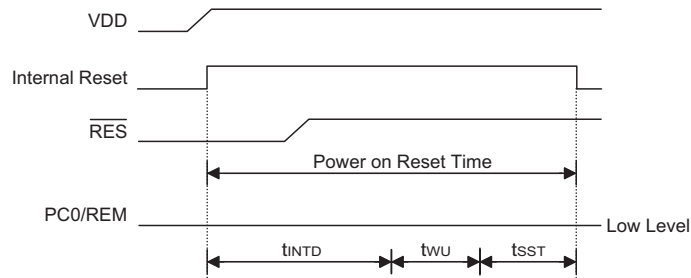 VDD
Internal Reset
RES
Power on Reset Time
PC0/REM
Low Level
tINTD
tWU
tSST